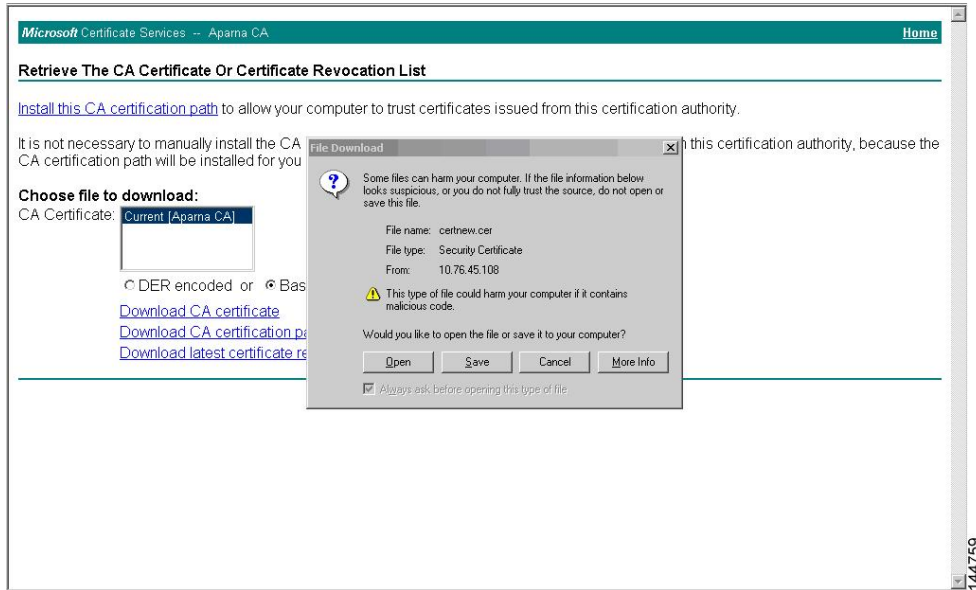 Microsoft Certificate Services -- Aparna CA Home
Retrieve The CA Certificate Or Certificate Revocation List
Install this CA certification path to allow your computer to trust certificates issued from this certification authority.
It is not necessary to manually install the CA
this certification authority, because the
CA certification path will be installed for you
Choose file to download:
CA Certificate: Current [Aparna CA]
DER encoded or Bas
Download CA certificate
Download CA certification pa
Download latest certificate re
File Download
Some files can harm your computer. If the file information below
looks suspicious, or you do not fully trust the source, do not open or
save this file.
File name: certnew.cer
File type: Security Certificate
From: 10.76.45.108
This type of file could harm your computer if it contains
malicious code.
Would you like to open the file or save it to your computer?
Open Save Cancel More Info
Always ask before opening this type of file
144759